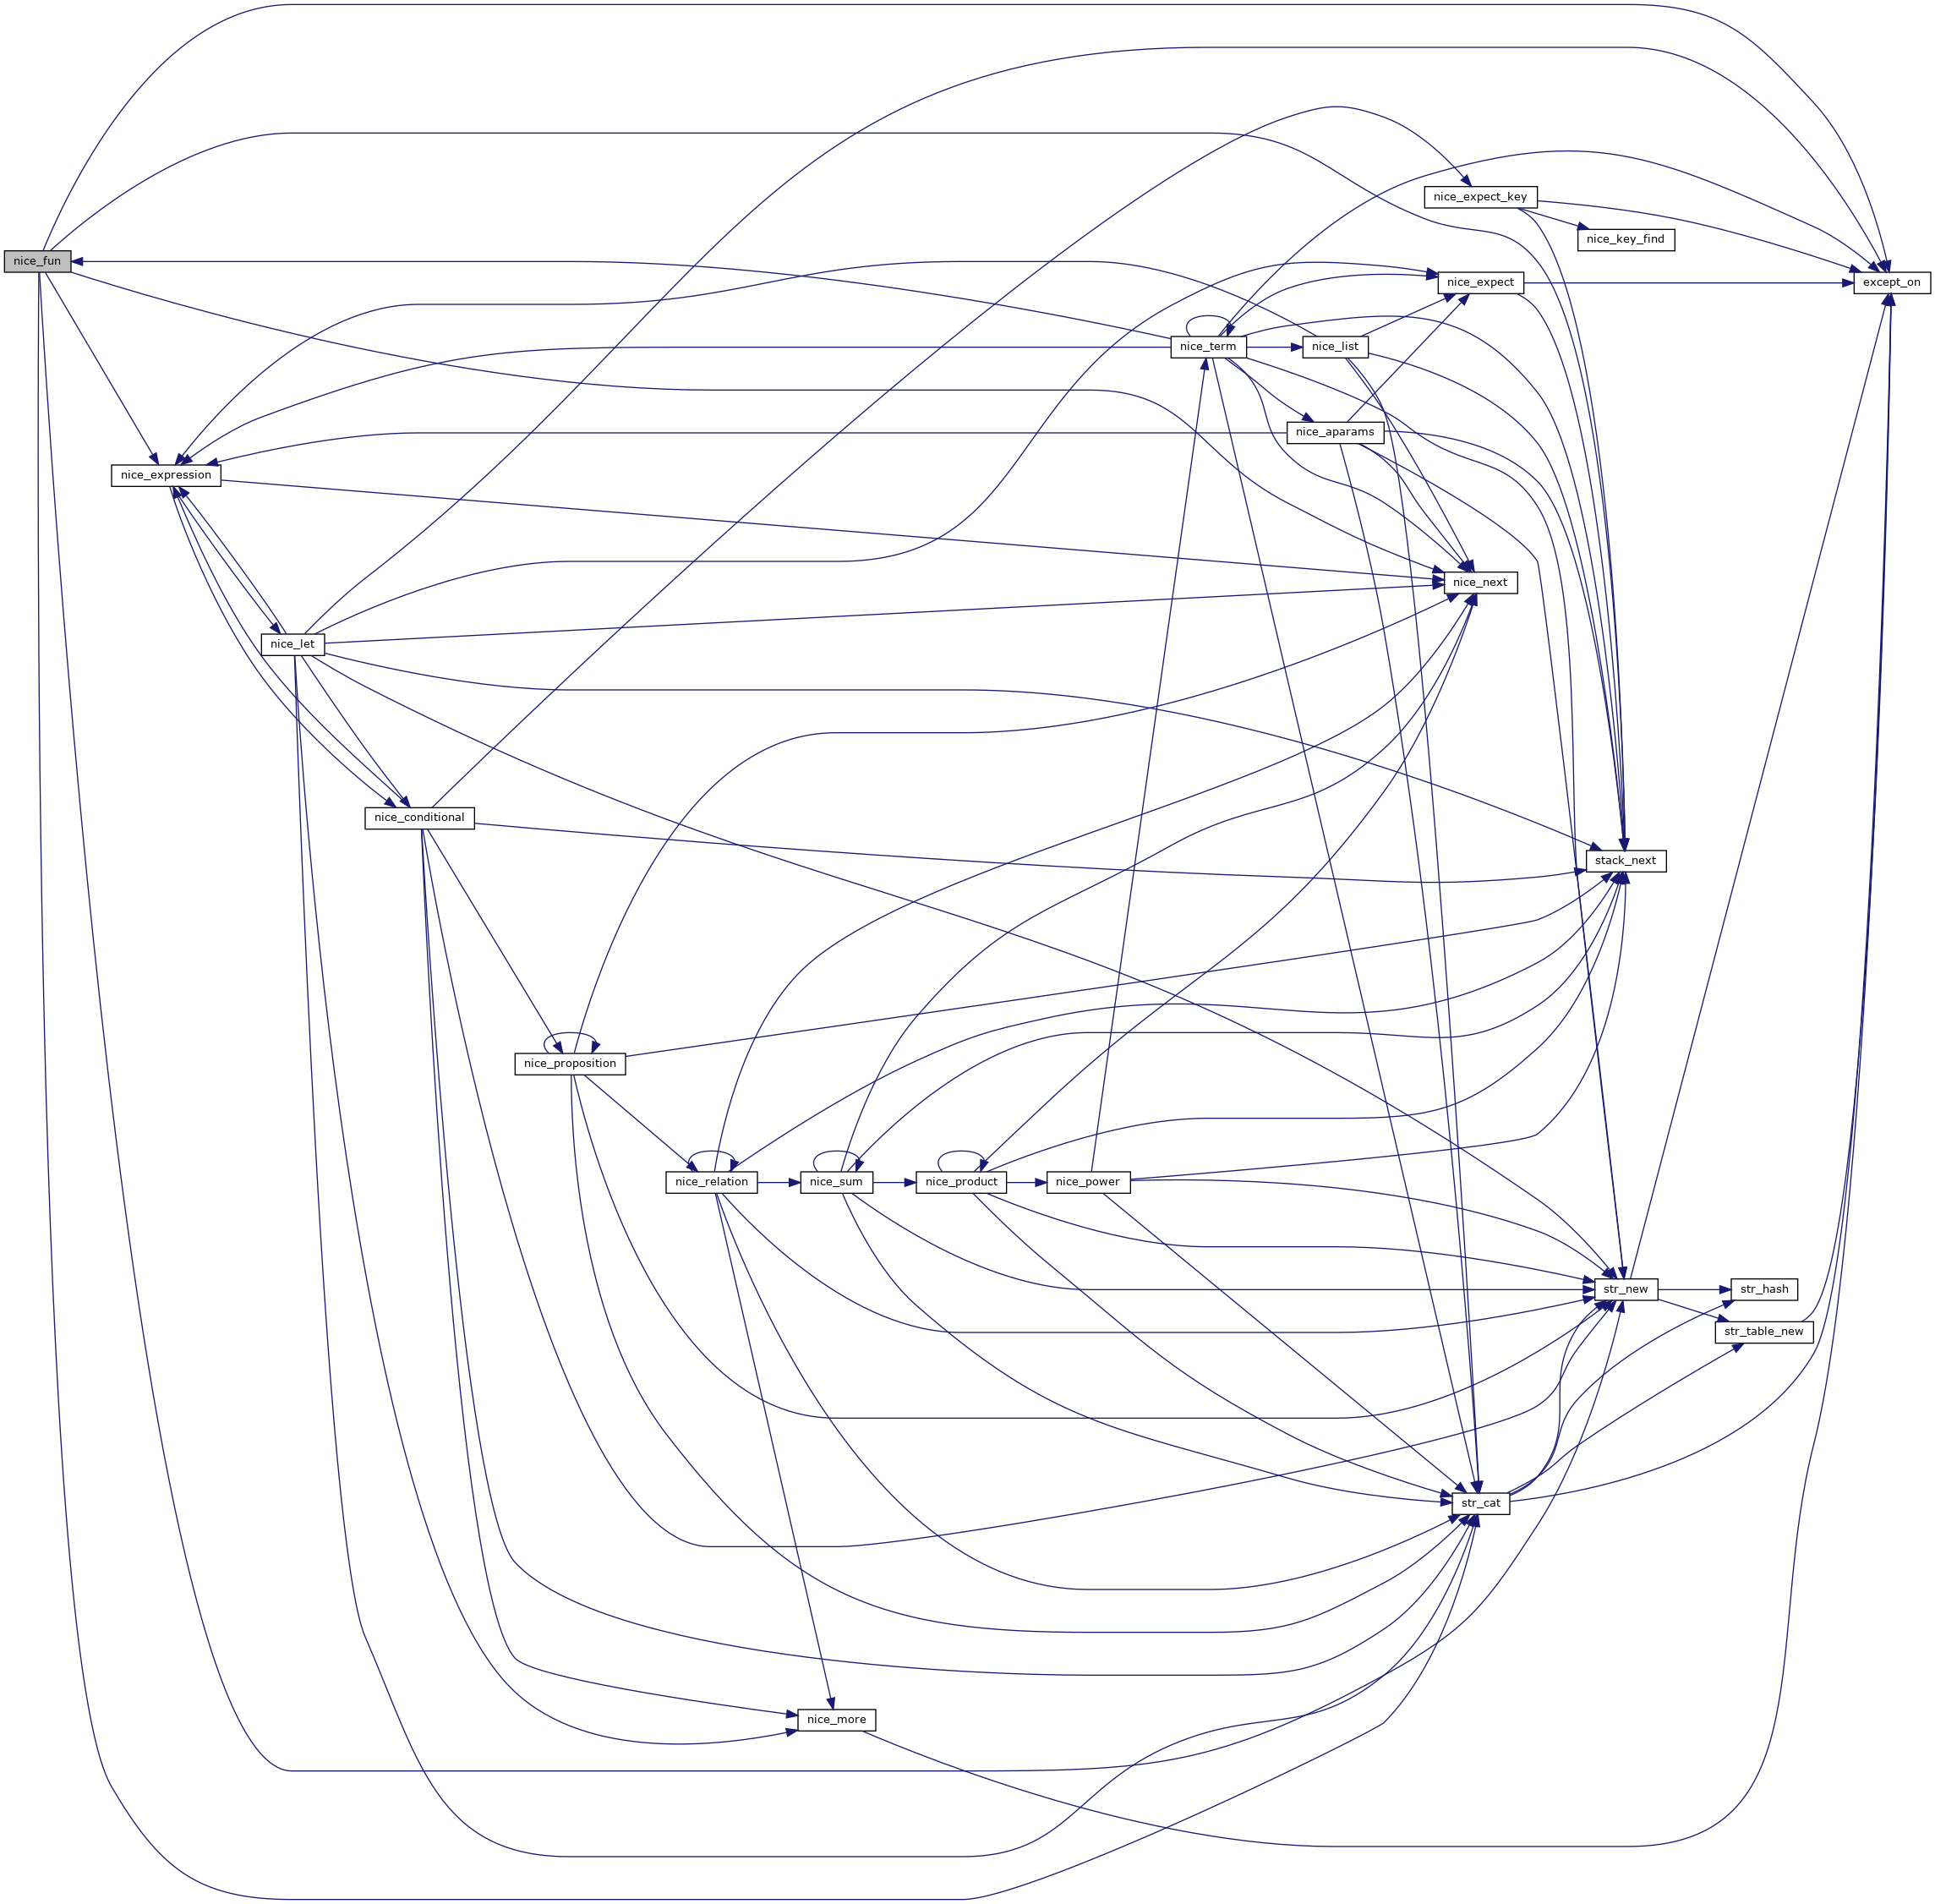 nice_expect_key
nice_key_find
nice_fun
nice_expect
except_on
nice_term
nice_list
nice_aparams
nice_expression
nice_next
nice_let
nice_conditional
stack_next
nice_proposition
nice_relation
nice_sum
nice_product
nice_power
str_new
str_hash
str_table_new
str_cat
nice_more